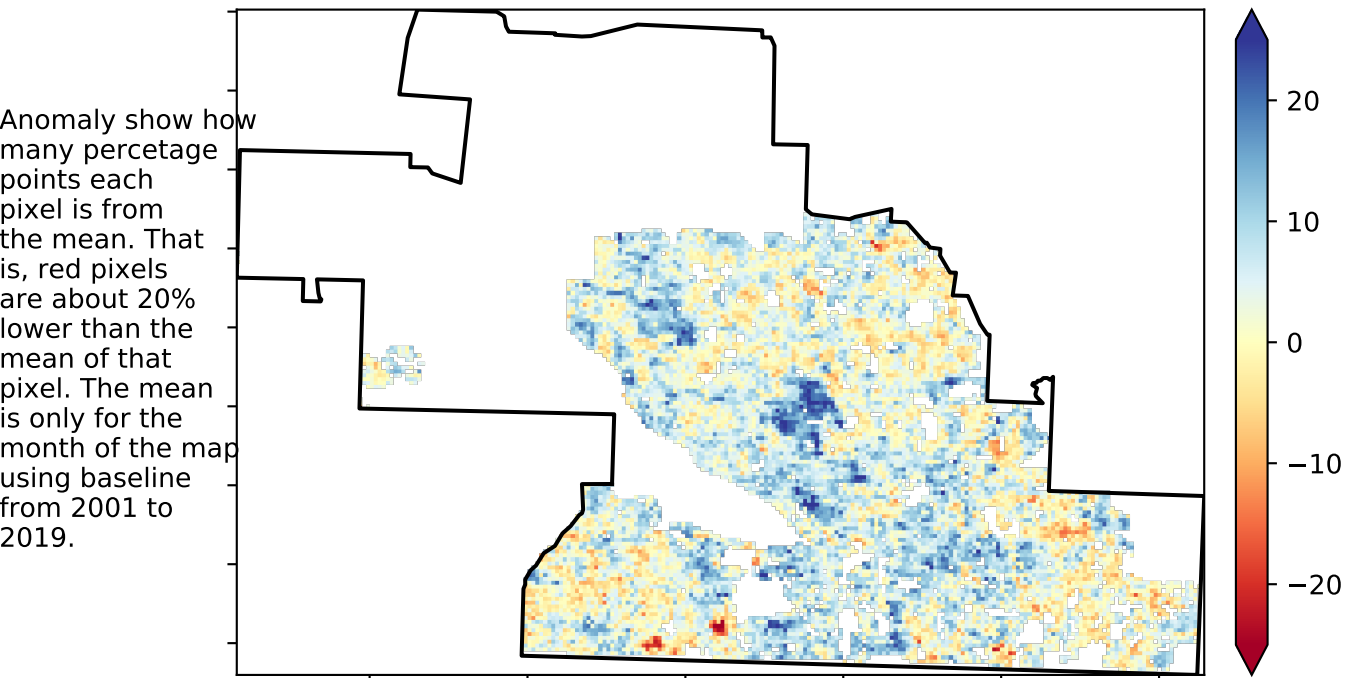 Anomaly show how
many percetage
points each
pixel is from
the mean. That
is, red pixels
are about 20%
lower than the
mean of that
pixel. The mean
is only for the
month of the map
using baseline
from 2001 to
2019.
20
10
0
−10
−20